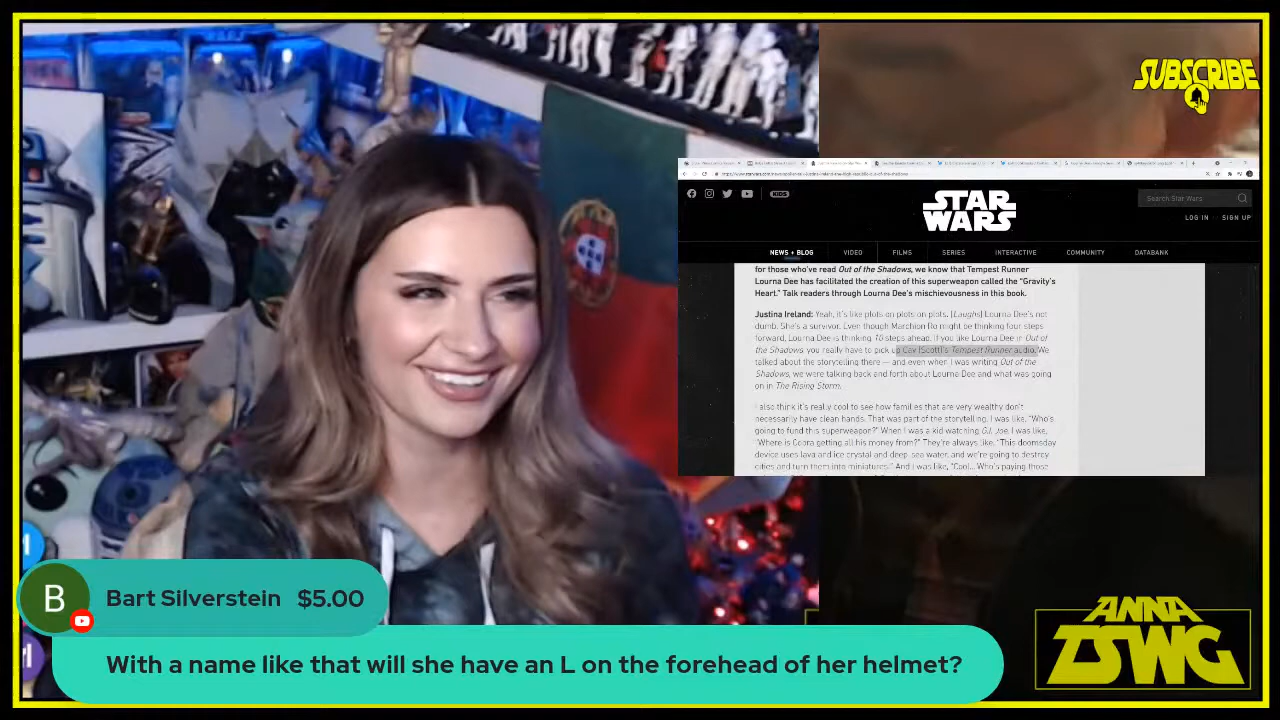 SUBSCRIBE
KIDS
STAR
WARS
Search Star Wars
LOG IN
SIGN UP
NEWS + BLOG
VIDEO
FILMS
SERIES
INTERACTIVE
COMMUNITY
DATABANK
for those who've read Out of the Shadows, we know that Tempest Runner
Lourna Dee has facilitated the creation of this superweapon called the "Gravity's
Heart." Talk readers through Lourna Dee's mischievousness in this book.
Justina Ireland: Yeah, it's like plots on plots on plots. [Laughs] Lourna Dee's not
dumb. She's a survivor. Even though Marchion Ro might be thinking four steps
forward, Lourna Dee is thinking 10 steps ahead. If you like Lourna Dee in Out of
the Shadows, you really have to pick up Cav [Scott]'s Tempest Runner audio. We
talked about the storytelling there — and even when I was writing Out of the
Shadows, we were talking back and forth about Lourna Dee and what was going
on in The Rising Storm.
I also think it's really cool to see how families that are very wealthy don't
necessarily have clean hands. That was part of the storytelling. I was like, "Who's
going to fund this superweapon?" When I was a kid watching G.I. Joe, I was like,
"Where is Cobra getting all his money from?" They're always like, "This doomsday
device uses lava and ice crystal and deep-sea water, and we're going to destroy
cities and turn them into miniatures." And I was like, "Cool... Who's paying those
B
Bart Silverstein $5.00
With a name like that will she have an L on the forehead of her helmet?
ANNA
TSWG